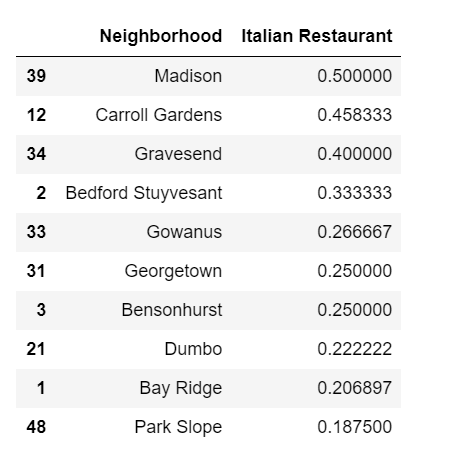 Neighborhood Italian Restaurant
39 Madison 0.500000
12 Carroll Gardens 0.458333
34 Gravesend 0.400000
2 Bedford Stuyvesant 0.333333
33 Gowanus 0.266667
31 Georgetown 0.250000
3 Bensonhurst 0.250000
21 Dumbo 0.222222
1 Bay Ridge 0.206897
48 Park Slope 0.187500